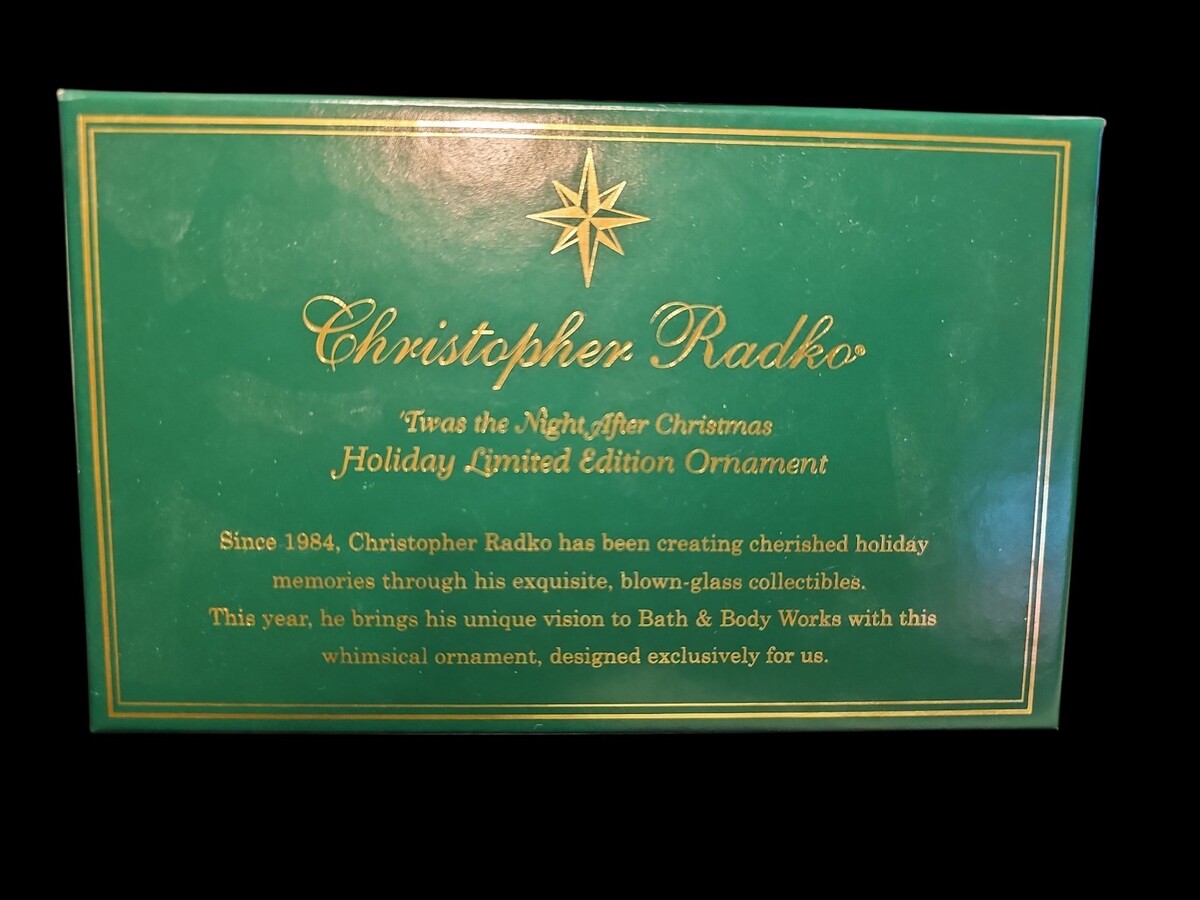 Christopher Radko®
'Twas the Night After Christmas
Holiday Limited Edition Ornament
Since 1984, Christopher Radko has been creating cherished holiday
memories through his exquisite, blown-glass collectibles.
This year, he brings his unique vision to Bath & Body Works with this
whimsical ornament, designed exclusively for us.